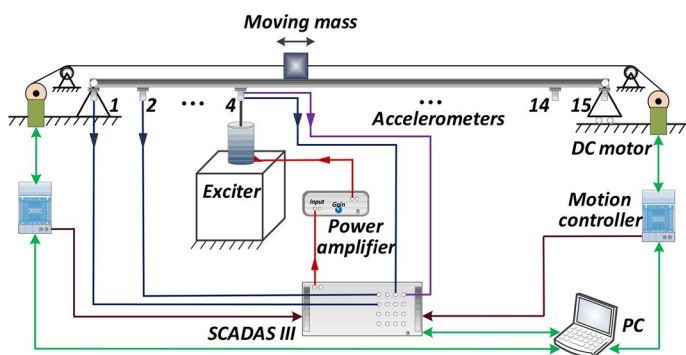 Moving mass
1 2 ... 4 ... 14 15
Accelerometers
DC motor
Exciter
Input
Gain
Power
amplifier
Motion
controller
SCADAS III
PC